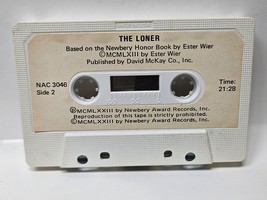 THE LONER
Based on the Newbery Honor Book by Ester Wier
©MCMLXIII by Ester Wier
Published by David McKay Co., Inc.
NAC 3046
Side 2
Time:
21:28
℗MCMLXXIII by Newbery Award Records, Inc.
Reproduction of this tape is strictly prohibited.
©MCMLXXIII by Newbery Award Records, Inc.